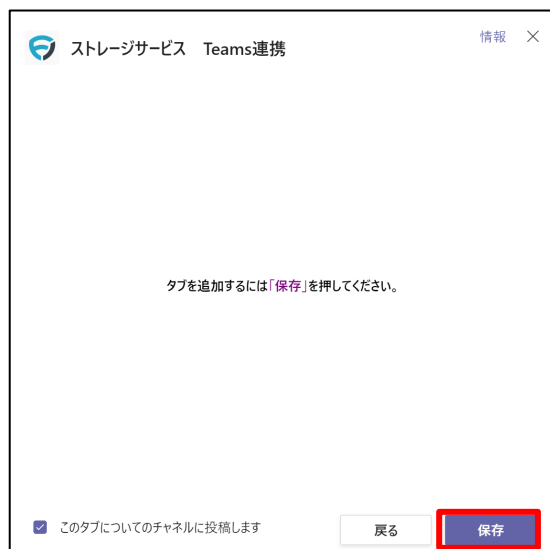 ストレージサービス　Teams連携
情報
タブを追加するには「保存」を押してください。
このタブについてのチャネルに投稿します
戻る
保存